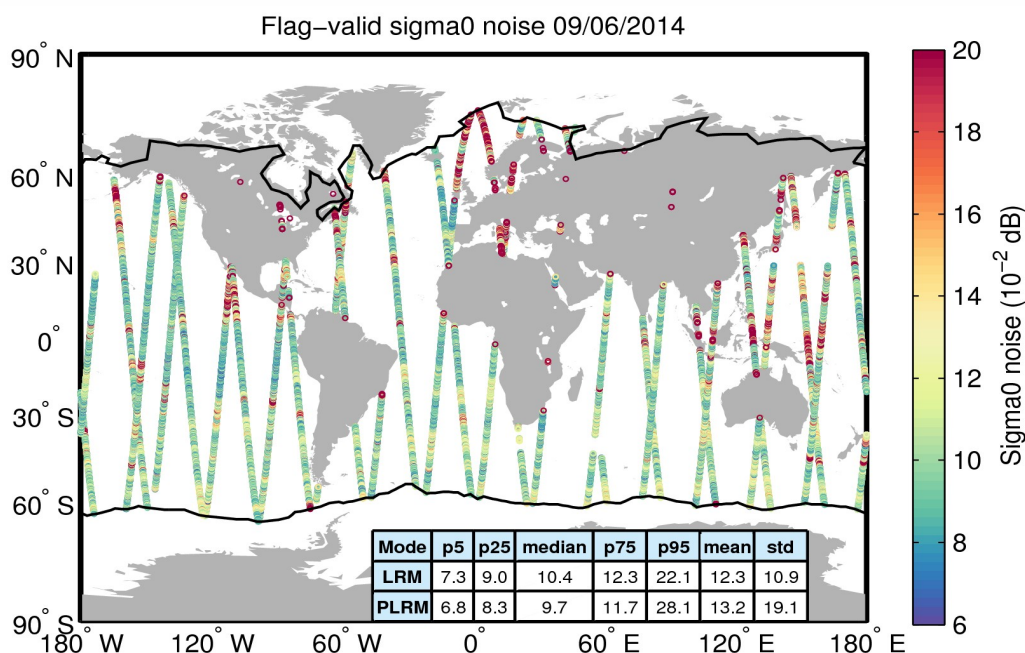 Flag−valid sigma0 noise 09/06/2014
90° N
60° N
30° N
0°
30° S
60° S
90° S
180° W
120° W
60° W
0°
60° E
120° E
180° E
20
18
16
14
12
10
8
6
Sigma0 noise (10⁻² dB)
Mode p5 p25 median p75 p95 mean std
LRM 7.3 9.0 10.4 12.3 22.1 12.3 10.9
PLRM 6.8 8.3 9.7 11.7 28.1 13.2 19.1